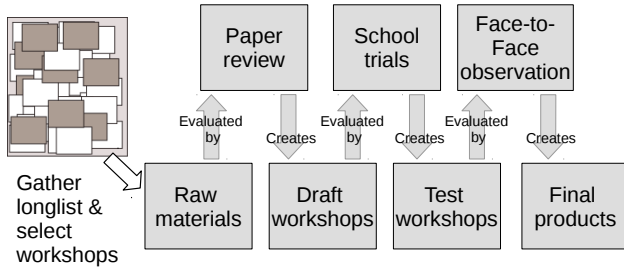 Paper
review
School
trials
Face-to-
Face
observation
Evaluated
by
Creates
Evaluated
by
Creates
Evaluated
by
Creates
Gather
longlist &
select
workshops
Raw
materials
Draft
workshops
Test
workshops
Final
products